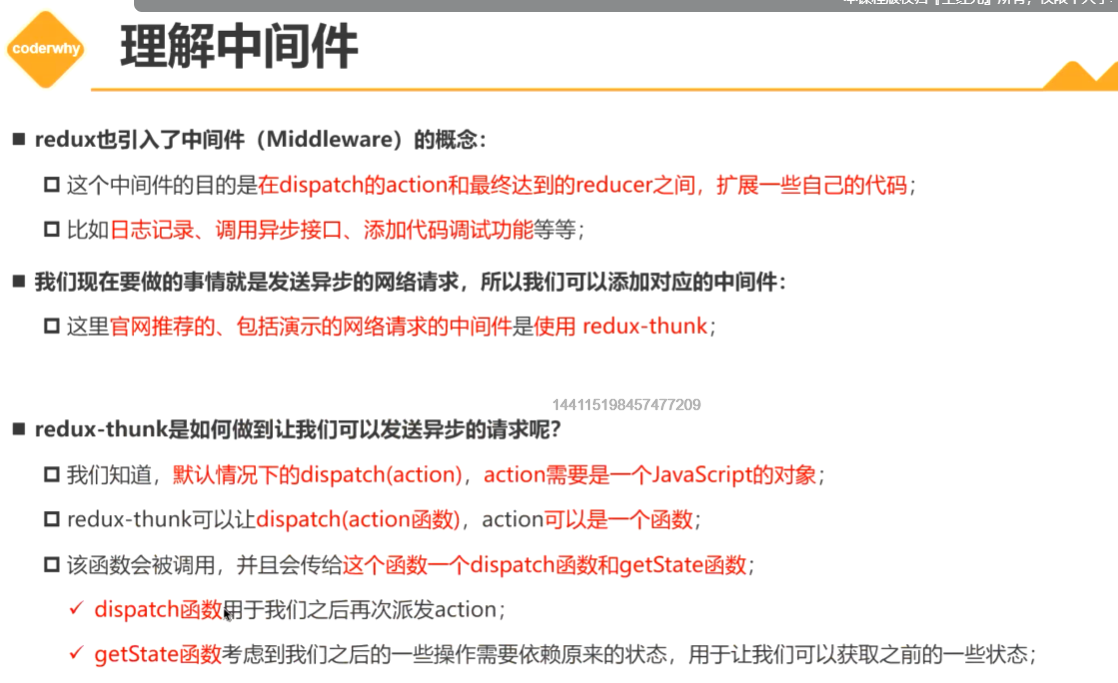 coderwhy
理解中间件
■ redux也引入了中间件（Middleware）的概念：
这个中间件的目的是在dispatch的action和最终达到的reducer之间，扩展一些自己的代码；
比如日志记录、调用异步接口、添加代码调试功能等等；
■ 我们现在要做的事情就是发送异步的网络请求，所以我们可以添加对应的中间件：
这里官网推荐的、包括演示的网络请求的中间件是使用 redux-thunk；
144115198457477209
■ redux-thunk是如何做到让我们可以发送异步的请求呢？
我们知道，默认情况下的dispatch(action)，action需要是一个JavaScript的对象；
redux-thunk可以让dispatch(action函数)，action可以是一个函数；
该函数会被调用，并且会传给这个函数一个dispatch函数和getState函数；
✓ dispatch函数用于我们之后再次派发action；
✓ getState函数考虑到我们之后的一些操作需要依赖原来的状态，用于让我们可以获取之前的一些状态；